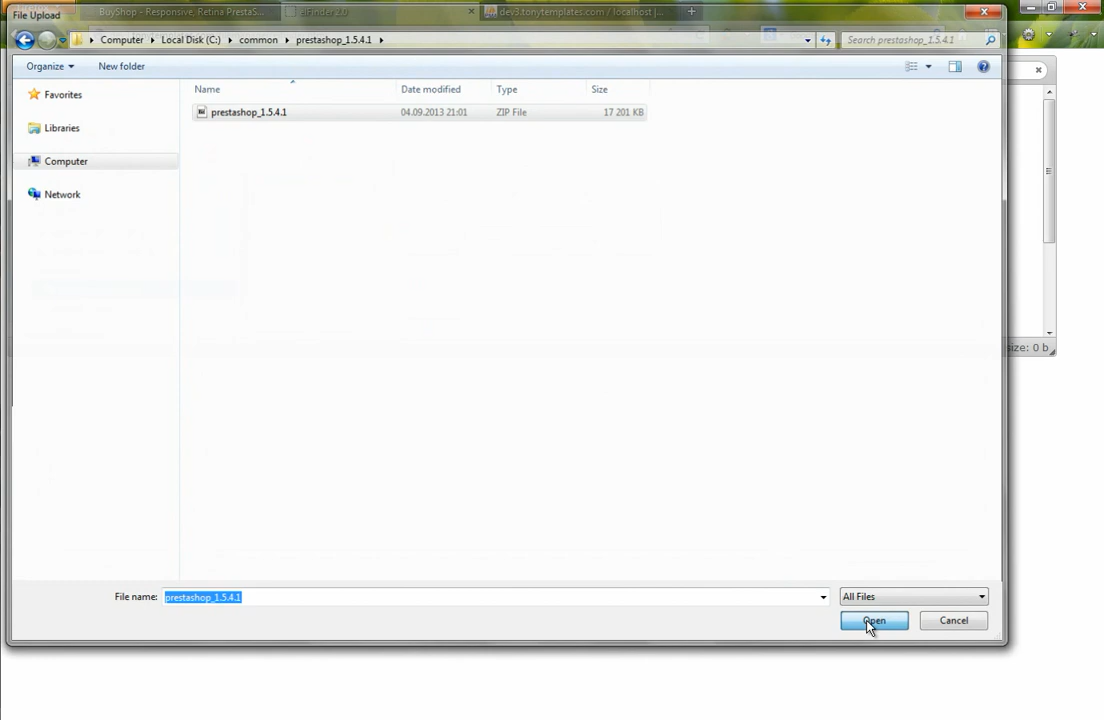 File Upload
BuyShop - Responsive, Retina PrestaS...
elFinder 2.0
dev3.tonytemplates.com / localhost |...
Computer
Local Disk (C:)
common
prestashop_1.5.4.1
Search prestashop_1.5.4.1
Organize
New folder
Favorites
Libraries
Computer
Network
Name
Date modified
Type
Size
prestashop_1.5.4.1
04.09.2013 21:01
ZIP File
17 201 KB
size: 0 b
File name:
prestashop_1.5.4.1
All Files
Open
Cancel